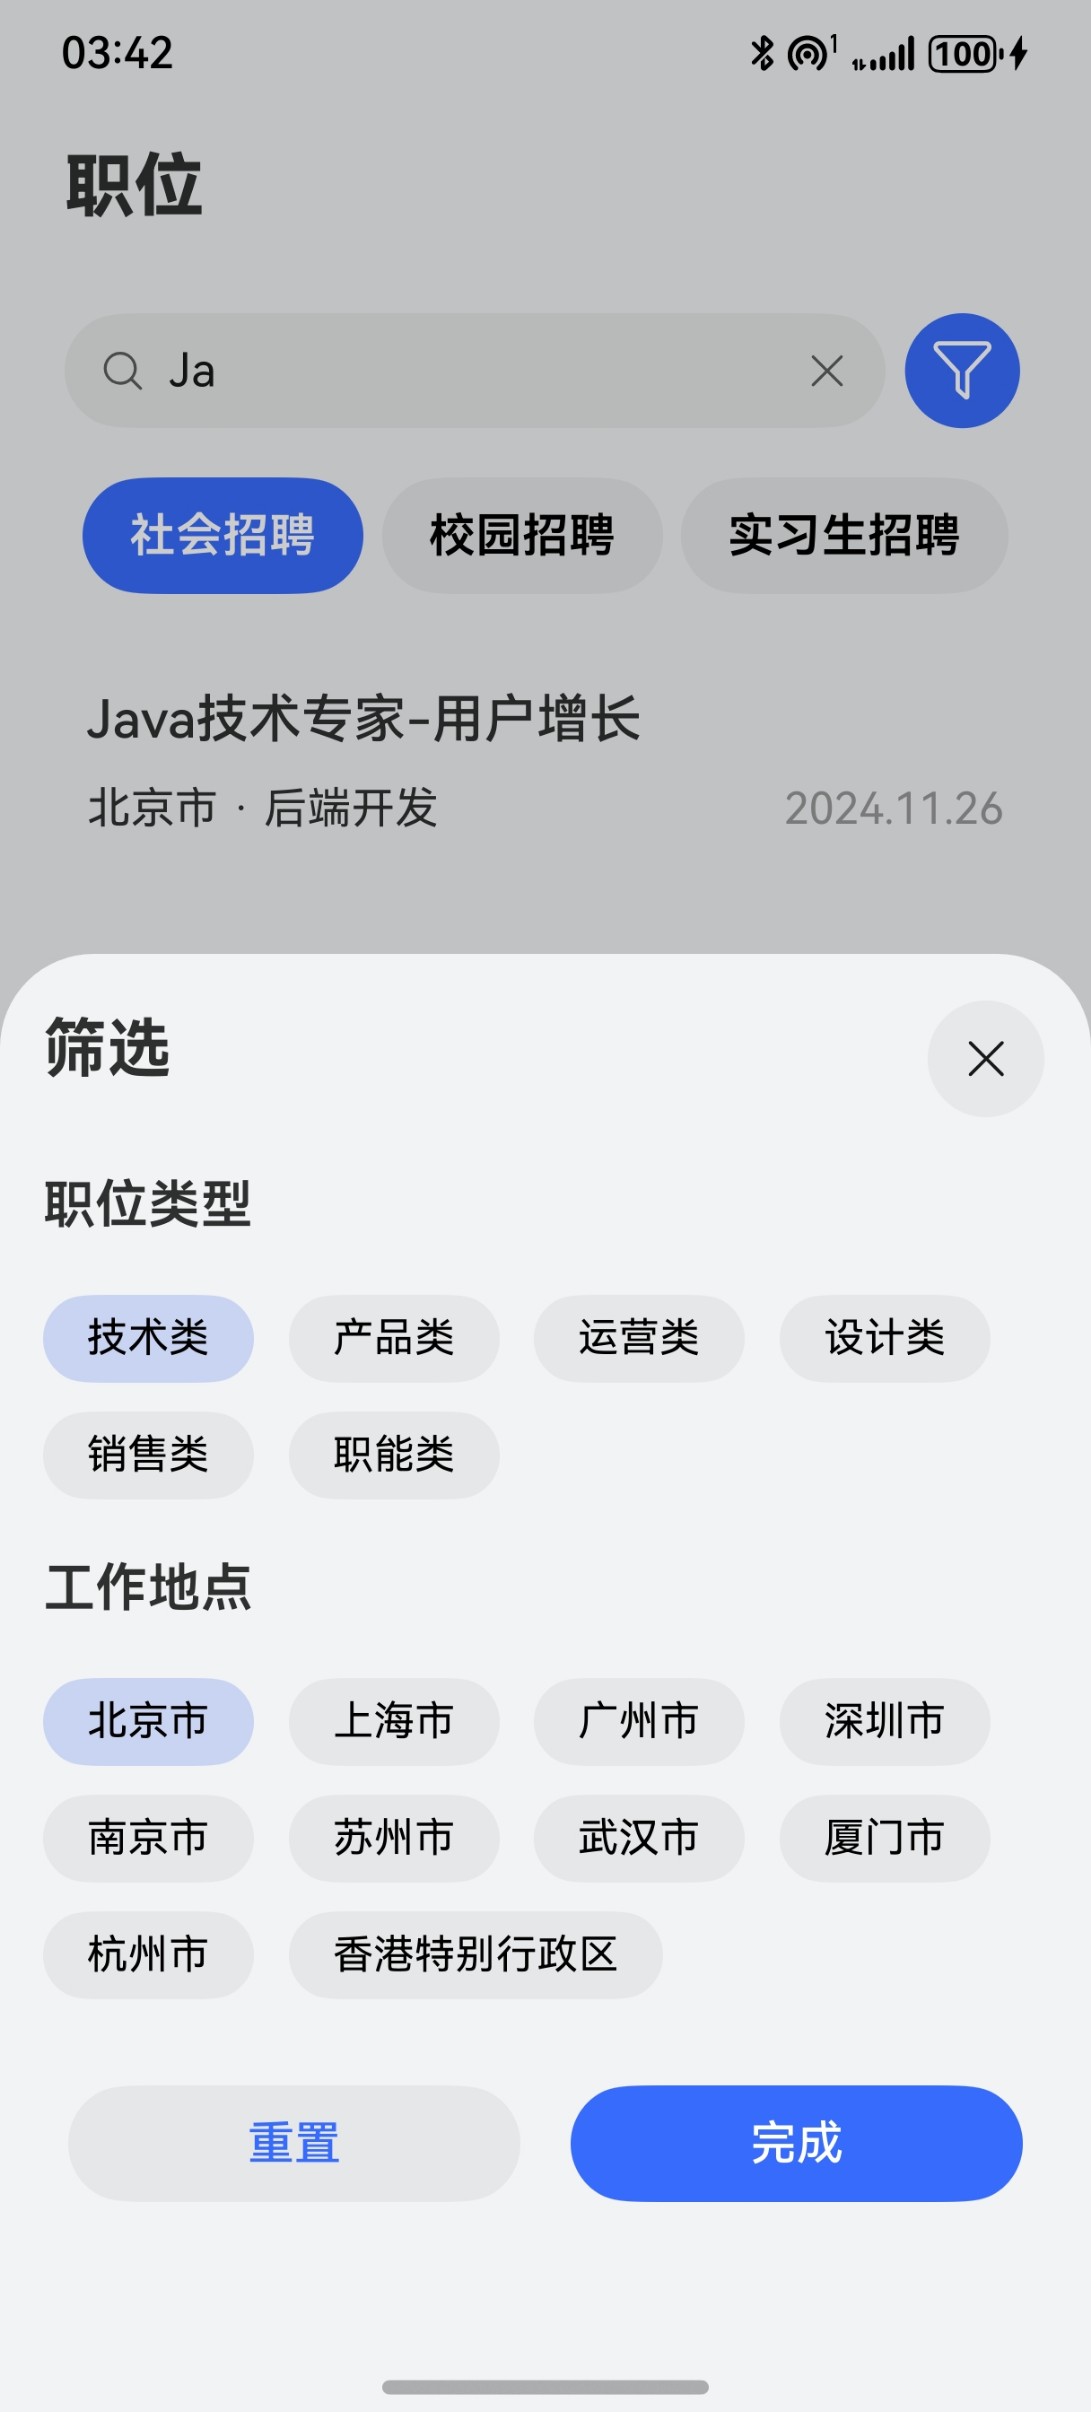 03:42
1
100
职位
Ja
社会招聘 校园招聘 实习生招聘
Java技术专家-用户增长
北京市 · 后端开发 2024.11.26
筛选
职位类型
技术类 产品类 运营类 设计类
销售类 职能类
工作地点
北京市 上海市 广州市 深圳市
南京市 苏州市 武汉市 厦门市
杭州市 香港特别行政区
重置 完成